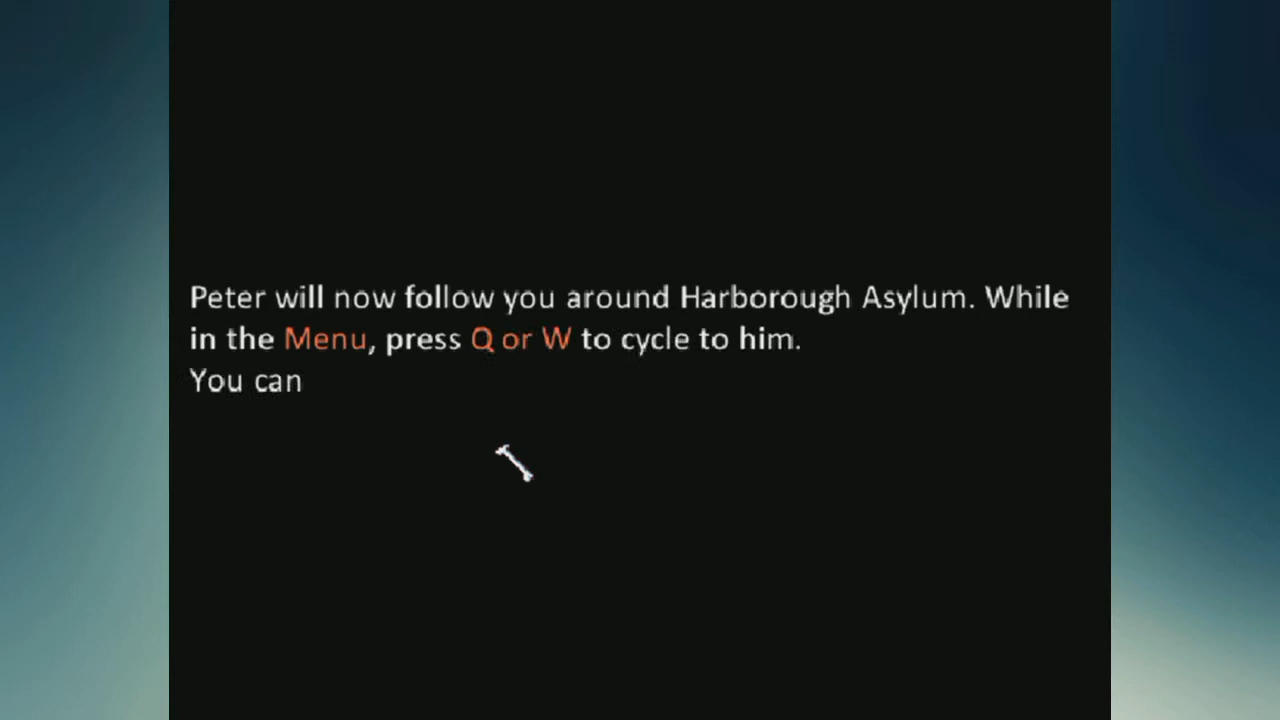 Peter will now follow you around Harborough Asylum. While
in the Menu, press Q or W to cycle to him.
You can